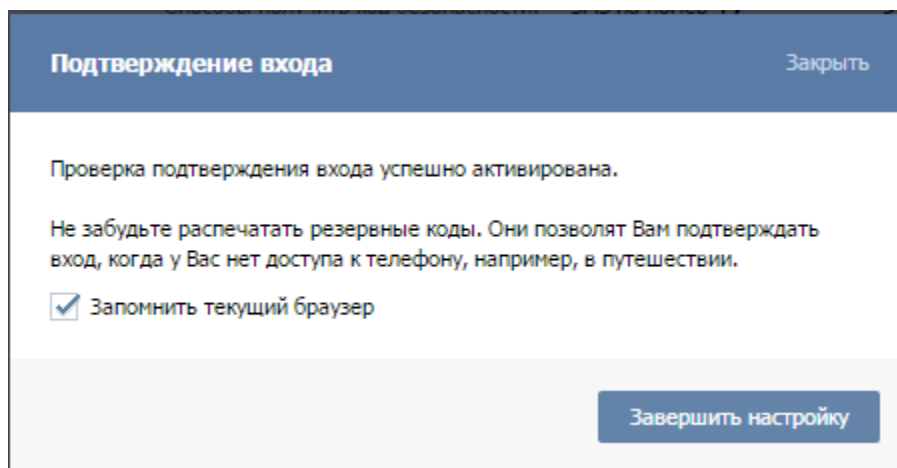 Подтверждение входа
Закрыть
Проверка подтверждения входа успешно активирована.
Не забудьте распечатать резервные коды. Они позволят Вам подтверждать
вход, когда у Вас нет доступа к телефону, например, в путешествии.
Запомнить текущий браузер
Завершить настройку